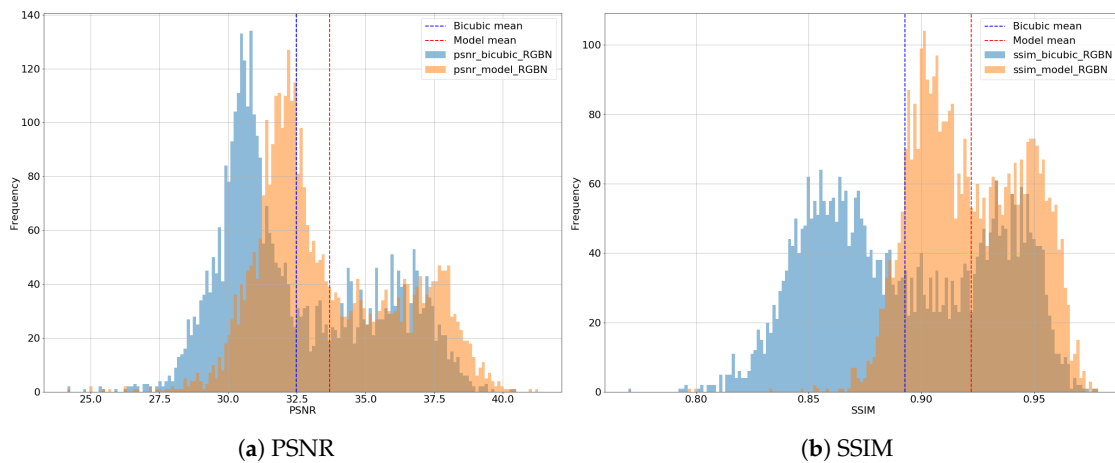 140
120
100
80
60
40
20
0
Frequency
25.0 27.5 30.0 32.5 35.0 37.5 40.0
PSNR
Bicubic mean
Model mean
psnr_bicubic_RGBN
psnr_model_RGBN
(a) PSNR
100
80
60
40
20
0
Frequency
0.80 0.85 0.90 0.95
SSIM
Bicubic mean
Model mean
ssim_bicubic_RGBN
ssim_model_RGBN
(b) SSIM